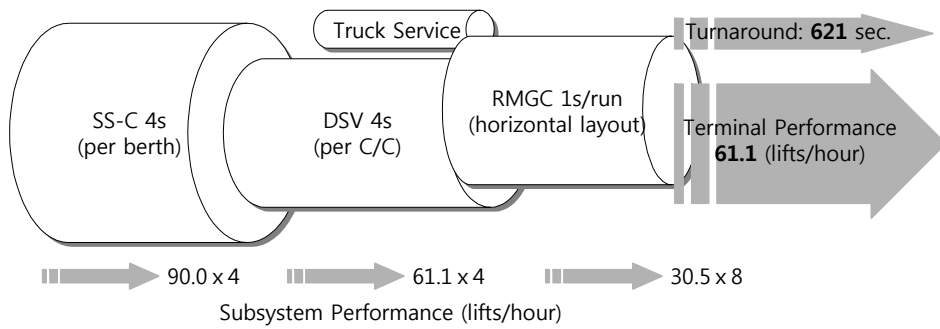 Truck Service
Turnaround: 621 sec.
SS-C 4s
(per berth)
DSV 4s
(per C/C)
RMGC 1s/run
(horizontal layout)
Terminal Performance
61.1 (lifts/hour)
90.0 x 4
61.1 x 4
30.5 x 8
Subsystem Performance (lifts/hour)